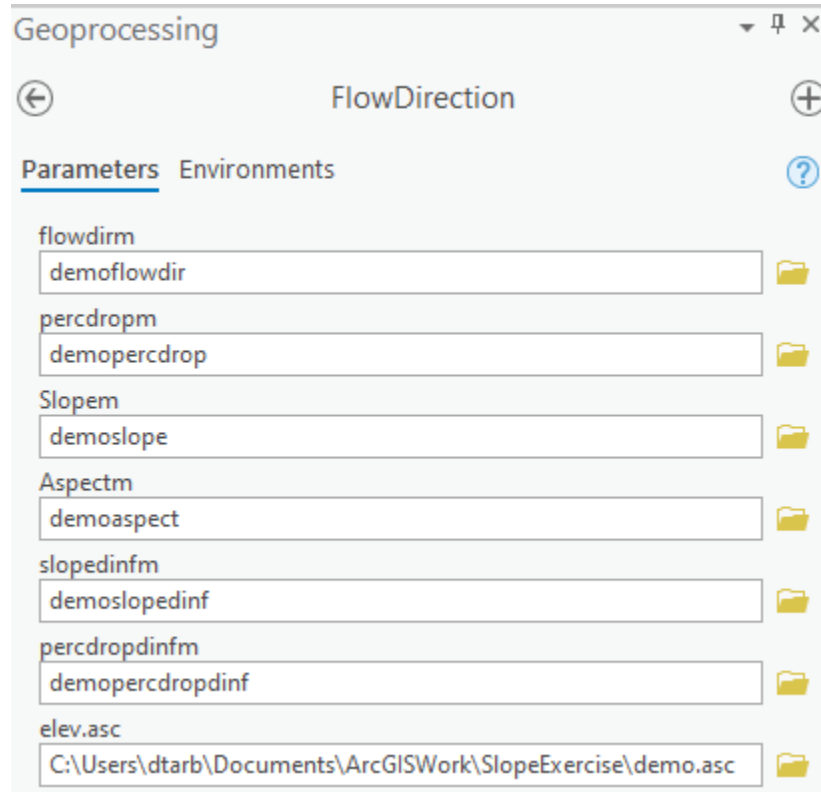 Geoprocessing
FlowDirection
Parameters Environments
flowdirm
demoflowdir
percdropm
demopercdrop
Slopem
demoslope
Aspectm
demoaspect
slopedinfm
demoslopedinf
percdropdinfm
demopercdropdinf
elev.asc
C:\Users\dtarb\Documents\ArcGISWork\SlopeExercise\demo.asc